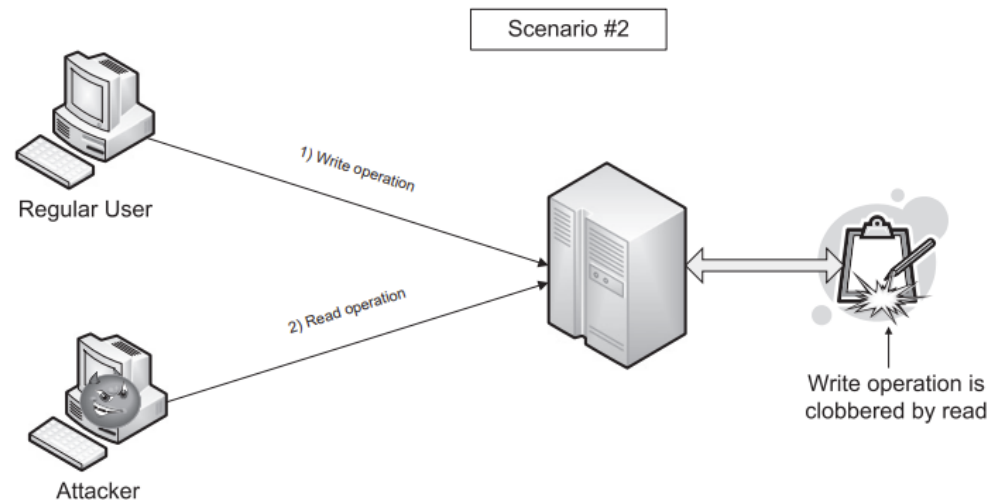 Scenario #2
1) Write operation
Regular User
2) Read operation
Write operation is
clobbered by read
Attacker